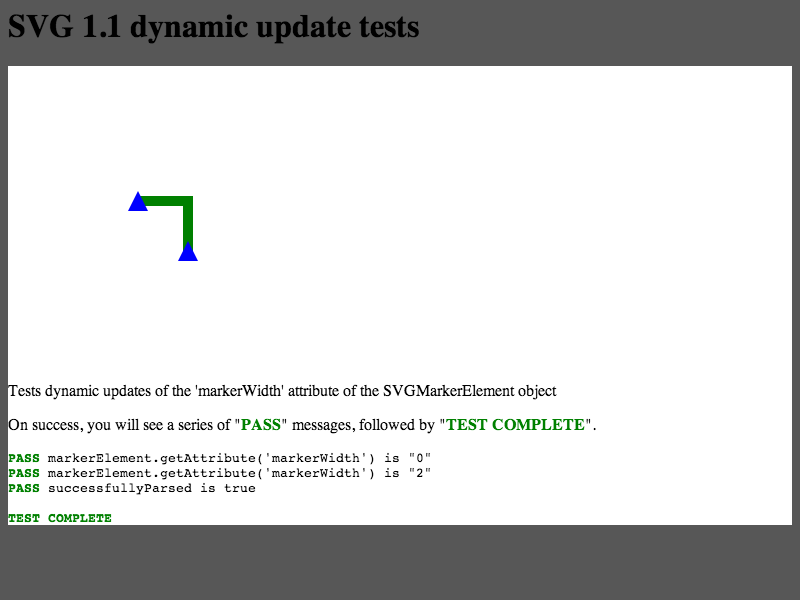 SVG 1.1 dynamic update tests
Tests dynamic updates of the 'markerWidth' attribute of the SVGMarkerElement object
On success, you will see a series of "PASS" messages, followed by "TEST COMPLETE".
PASS markerElement.getAttribute('markerWidth') is "0"
PASS markerElement.getAttribute('markerWidth') is "2"
PASS successfullyParsed is true
TEST COMPLETE